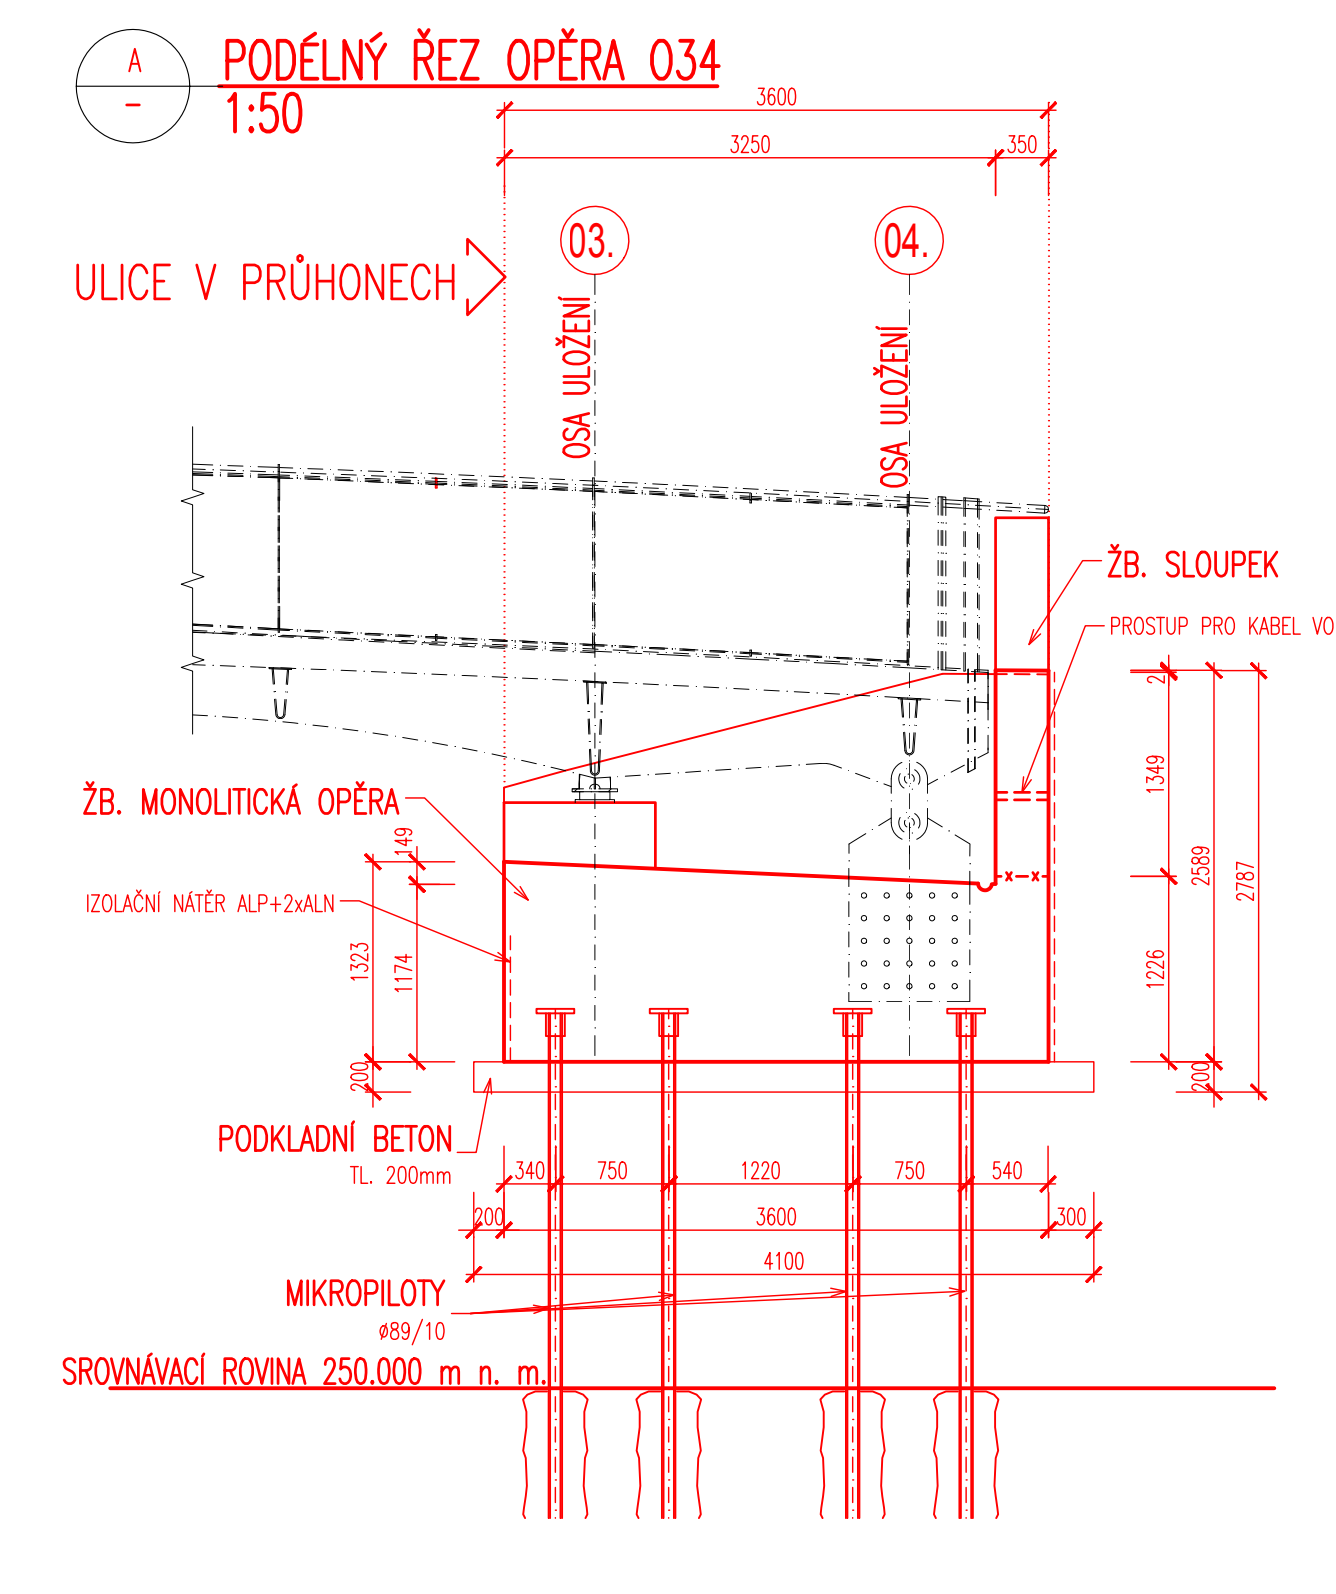 A
–
PODÉLNÝ ŘEZ OPĚRA O34
1:50
3600
3250
350
03.
04.
ULICE V PRŮHONECH
OSA ULOŽENÍ
OSA ULOŽENÍ
ŽB. SLOUPEK
PROSTUP PRO KABEL VO
ŽB. MONOLITICKÁ OPĚRA
IZOLAČNÍ NÁTĚR ALP+2xALN
149
1323
1174
200
1349
2589
2787
1226
200
PODKLADNÍ BETON
TL. 200mm
340
750
1220
750
540
200
3600
300
4100
MIKROPILOTY
ø89/10
SROVNÁVACÍ ROVINA 250.000 m n. m.